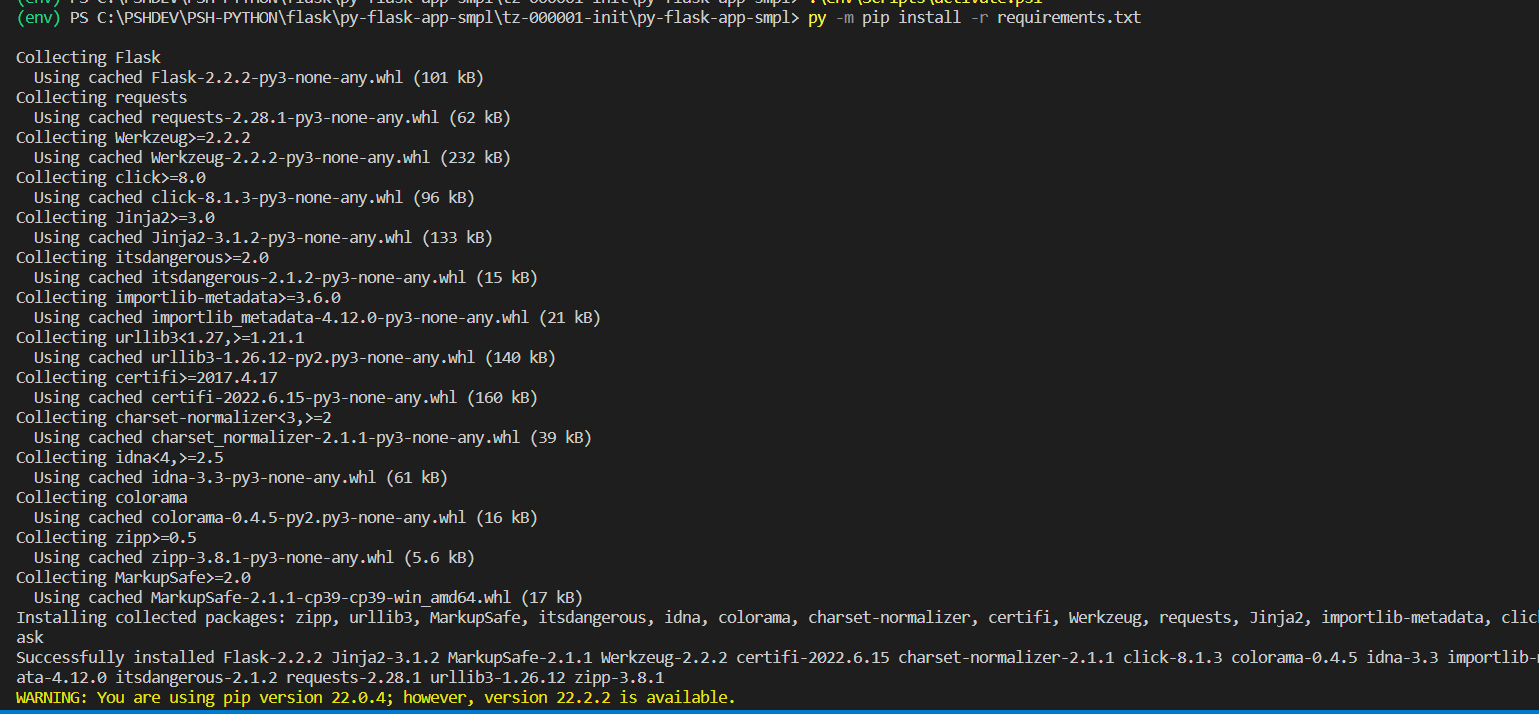 (env) PS C:\PSHDEV\PSH-PYTHON\flask\py-flask-app-smpl\tz-000001-init\py-flask-app-smpl> .\env\Scripts\activate.ps1
(env) PS C:\PSHDEV\PSH-PYTHON\flask\py-flask-app-smpl\tz-000001-init\py-flask-app-smpl> py -m pip install -r requirements.txt
Collecting Flask
  Using cached Flask-2.2.2-py3-none-any.whl (101 kB)
Collecting requests
  Using cached requests-2.28.1-py3-none-any.whl (62 kB)
Collecting Werkzeug>=2.2.2
  Using cached Werkzeug-2.2.2-py3-none-any.whl (232 kB)
Collecting click>=8.0
  Using cached click-8.1.3-py3-none-any.whl (96 kB)
Collecting Jinja2>=3.0
  Using cached Jinja2-3.1.2-py3-none-any.whl (133 kB)
Collecting itsdangerous>=2.0
  Using cached itsdangerous-2.1.2-py3-none-any.whl (15 kB)
Collecting importlib-metadata>=3.6.0
  Using cached importlib_metadata-4.12.0-py3-none-any.whl (21 kB)
Collecting urllib3<1.27,>=1.21.1
  Using cached urllib3-1.26.12-py2.py3-none-any.whl (140 kB)
Collecting certifi>=2017.4.17
  Using cached certifi-2022.6.15-py3-none-any.whl (160 kB)
Collecting charset-normalizer<3,>=2
  Using cached charset_normalizer-2.1.1-py3-none-any.whl (39 kB)
Collecting idna<4,>=2.5
  Using cached idna-3.3-py3-none-any.whl (61 kB)
Collecting colorama
  Using cached colorama-0.4.5-py2.py3-none-any.whl (16 kB)
Collecting zipp>=0.5
  Using cached zipp-3.8.1-py3-none-any.whl (5.6 kB)
Collecting MarkupSafe>=2.0
  Using cached MarkupSafe-2.1.1-cp39-cp39-win_amd64.whl (17 kB)
Installing collected packages: zipp, urllib3, MarkupSafe, itsdangerous, idna, colorama, charset-normalizer, certifi, Werkzeug, requests, Jinja2, importlib-metadata, clic
ask
Successfully installed Flask-2.2.2 Jinja2-3.1.2 MarkupSafe-2.1.1 Werkzeug-2.2.2 certifi-2022.6.15 charset-normalizer-2.1.1 click-8.1.3 colorama-0.4.5 idna-3.3 importlib-
ata-4.12.0 itsdangerous-2.1.2 requests-2.28.1 urllib3-1.26.12 zipp-3.8.1
WARNING: You are using pip version 22.0.4; however, version 22.2.2 is available.